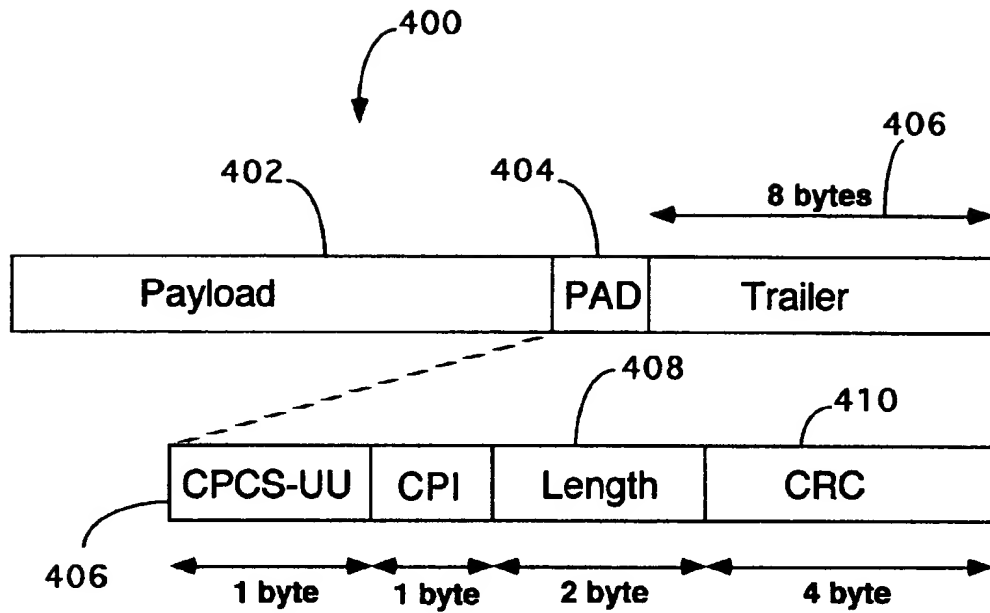 400
406
402
404
8 bytes
Payload
PAD
Trailer
408
410
CPCS-UU
CPI
Length
CRC
406
1 byte
1 byte
2 byte
4 byte